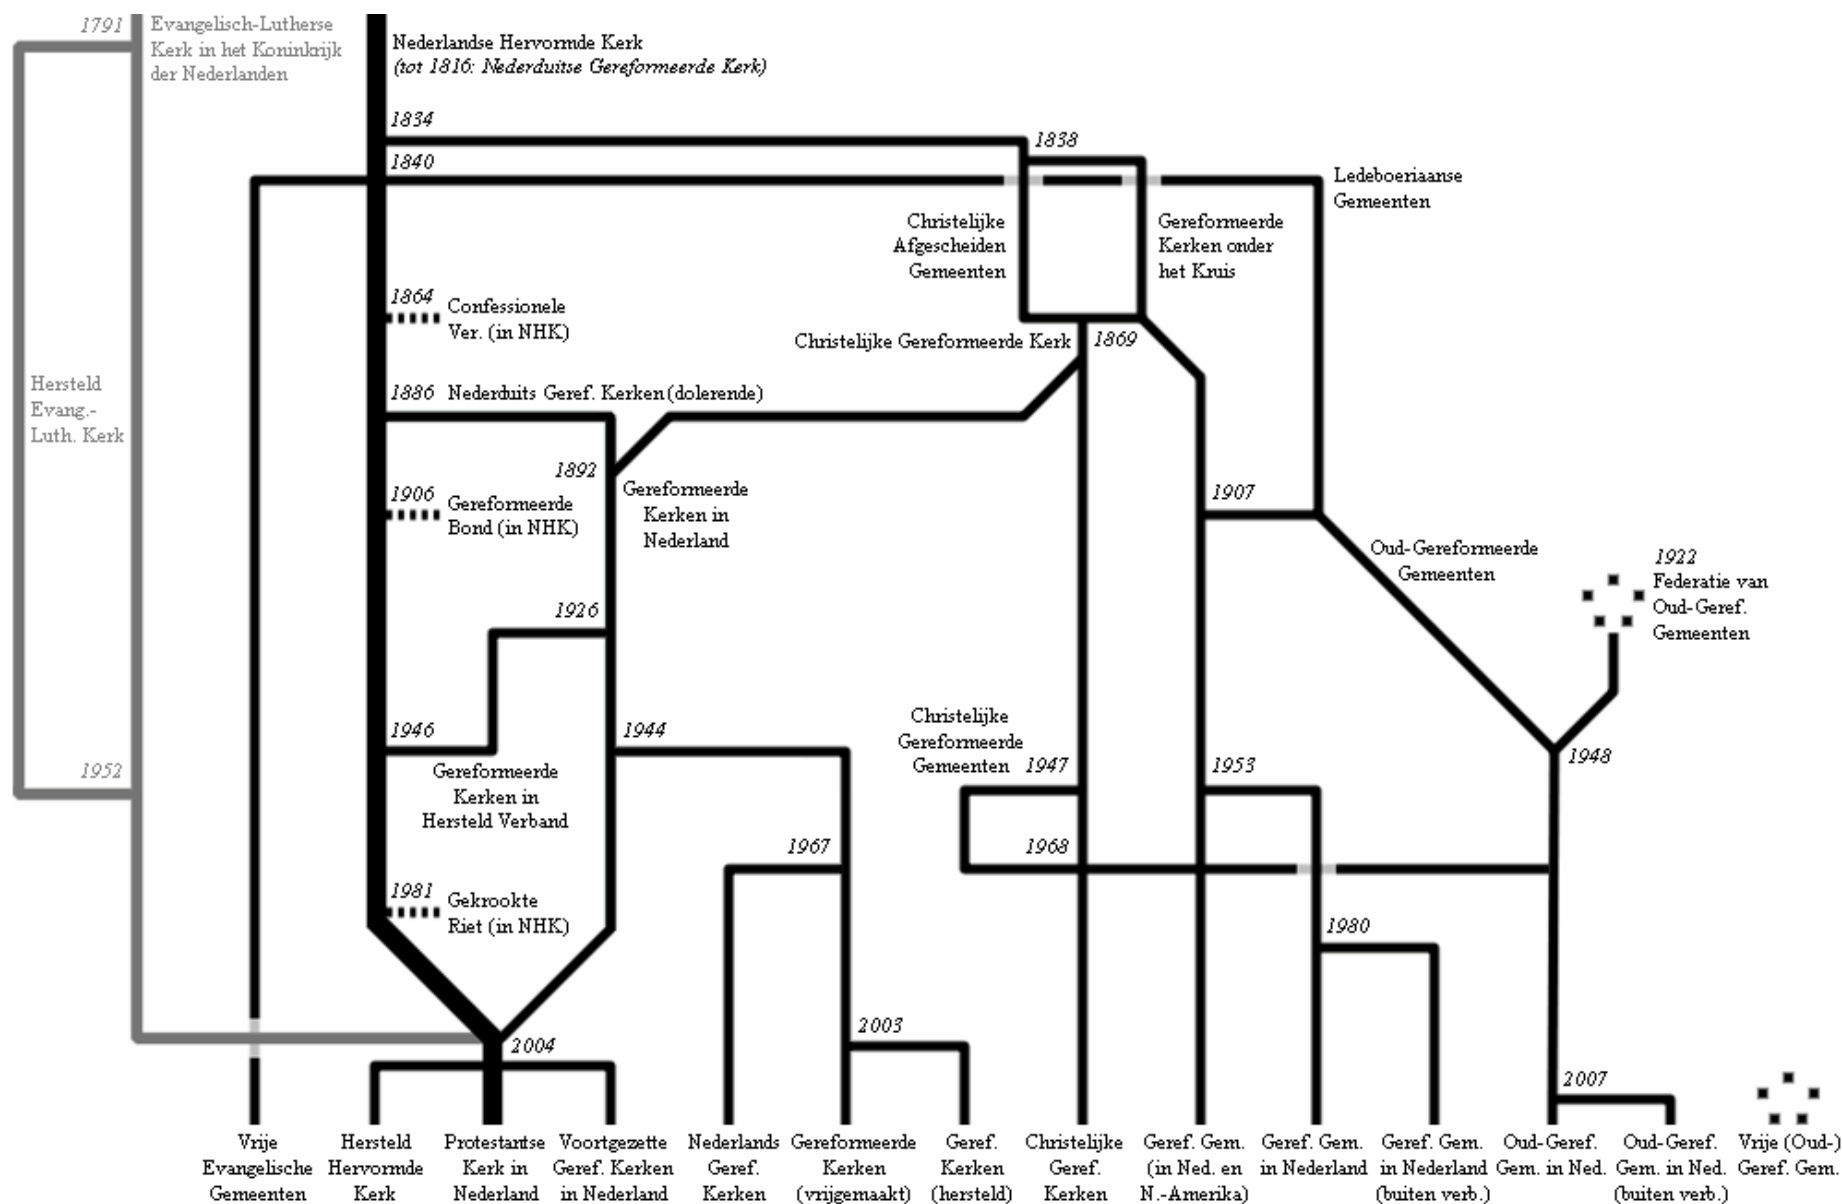 1791
Evangelisch-Lutherse
Kerk in het Koninkrijk
der Nederlanden
Nederlandse Hervormde Kerk
(tot 1816: Nederduitse Gereformeerde Kerk)
1834
1838
1840
Ledeboeriaanse
Gemeenten
Christelijke
Afgescheiden
Gemeenten
Gereformeerde
Kerken onder
het Kruis
1864
Confessionele
Ver. (in NHK)
Christelijke Gereformeerde Kerk
1869
Hersteld
Evang.-
Luth. Kerk
1886
Nederduits Geref. Kerken (dolerende)
1892
Gereformeerde
Kerken in
Nederland
1906
Gereformeerde
Bond (in NHK)
1907
Oud-Gereformeerde
Gemeenten
1922
Federatie van
Oud-Geref.
Gemeenten
1926
1946
Gereformeerde
Kerken in
Hersteld Verband
1944
Christelijke
Gereformeerde
Gemeenten
1947
1953
1948
1952
1967
1968
1981
Gekrookte
Riet (in NHK)
1980
2003
2004
2007
Vrije
Evangelische
Gemeenten
Hersteld
Hervormde
Kerk
Protestantse
Kerk in
Nederland
Voortgezette
Geref. Kerken
in Nederland
Nederlands
Geref.
Kerken
Gereformeerde
Kerken
(vrijgemaakt)
Geref.
Kerken
(hersteld)
Christelijke
Geref.
Kerken
Geref. Gem.
(in Ned. en
N.-Amerika)
Geref. Gem.
in Nederland
Geref. Gem.
in Nederland
(buiten verb.)
Oud-Geref.
Gem. in Ned.
Oud-Geref.
Gem. in Ned.
(buiten verb.)
Vrije (Oud-)
Geref. Gem.